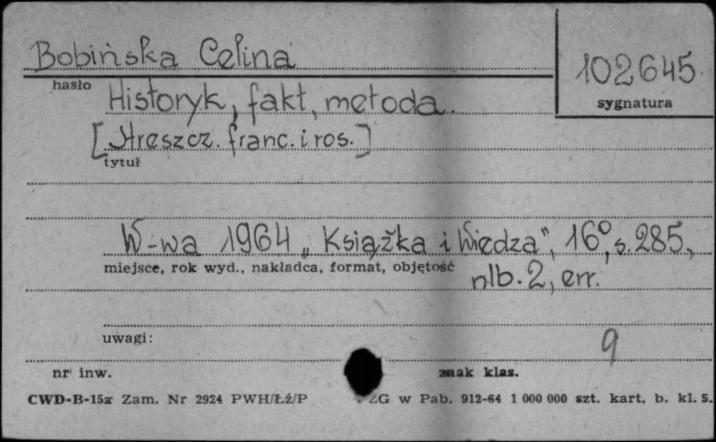 Bobińska Celina
102645
hasło
sygnatura
Historyk, fakt, metoda.
[Streszcz. franc. i ros.]
tytuł
W-wa 1964 „Książka i Wiedza", 16°, s. 285,
miejsce, rok wyd., nakładca, format, objętość
nlb. 2, err.
uwagi:
9
nr inw.
znak klas.
CWD-B-15a Zam. Nr 2924 PWH/Łź/P ZG w Pab. 912-64 1 000 000 szt. kart. b. kl. 5.